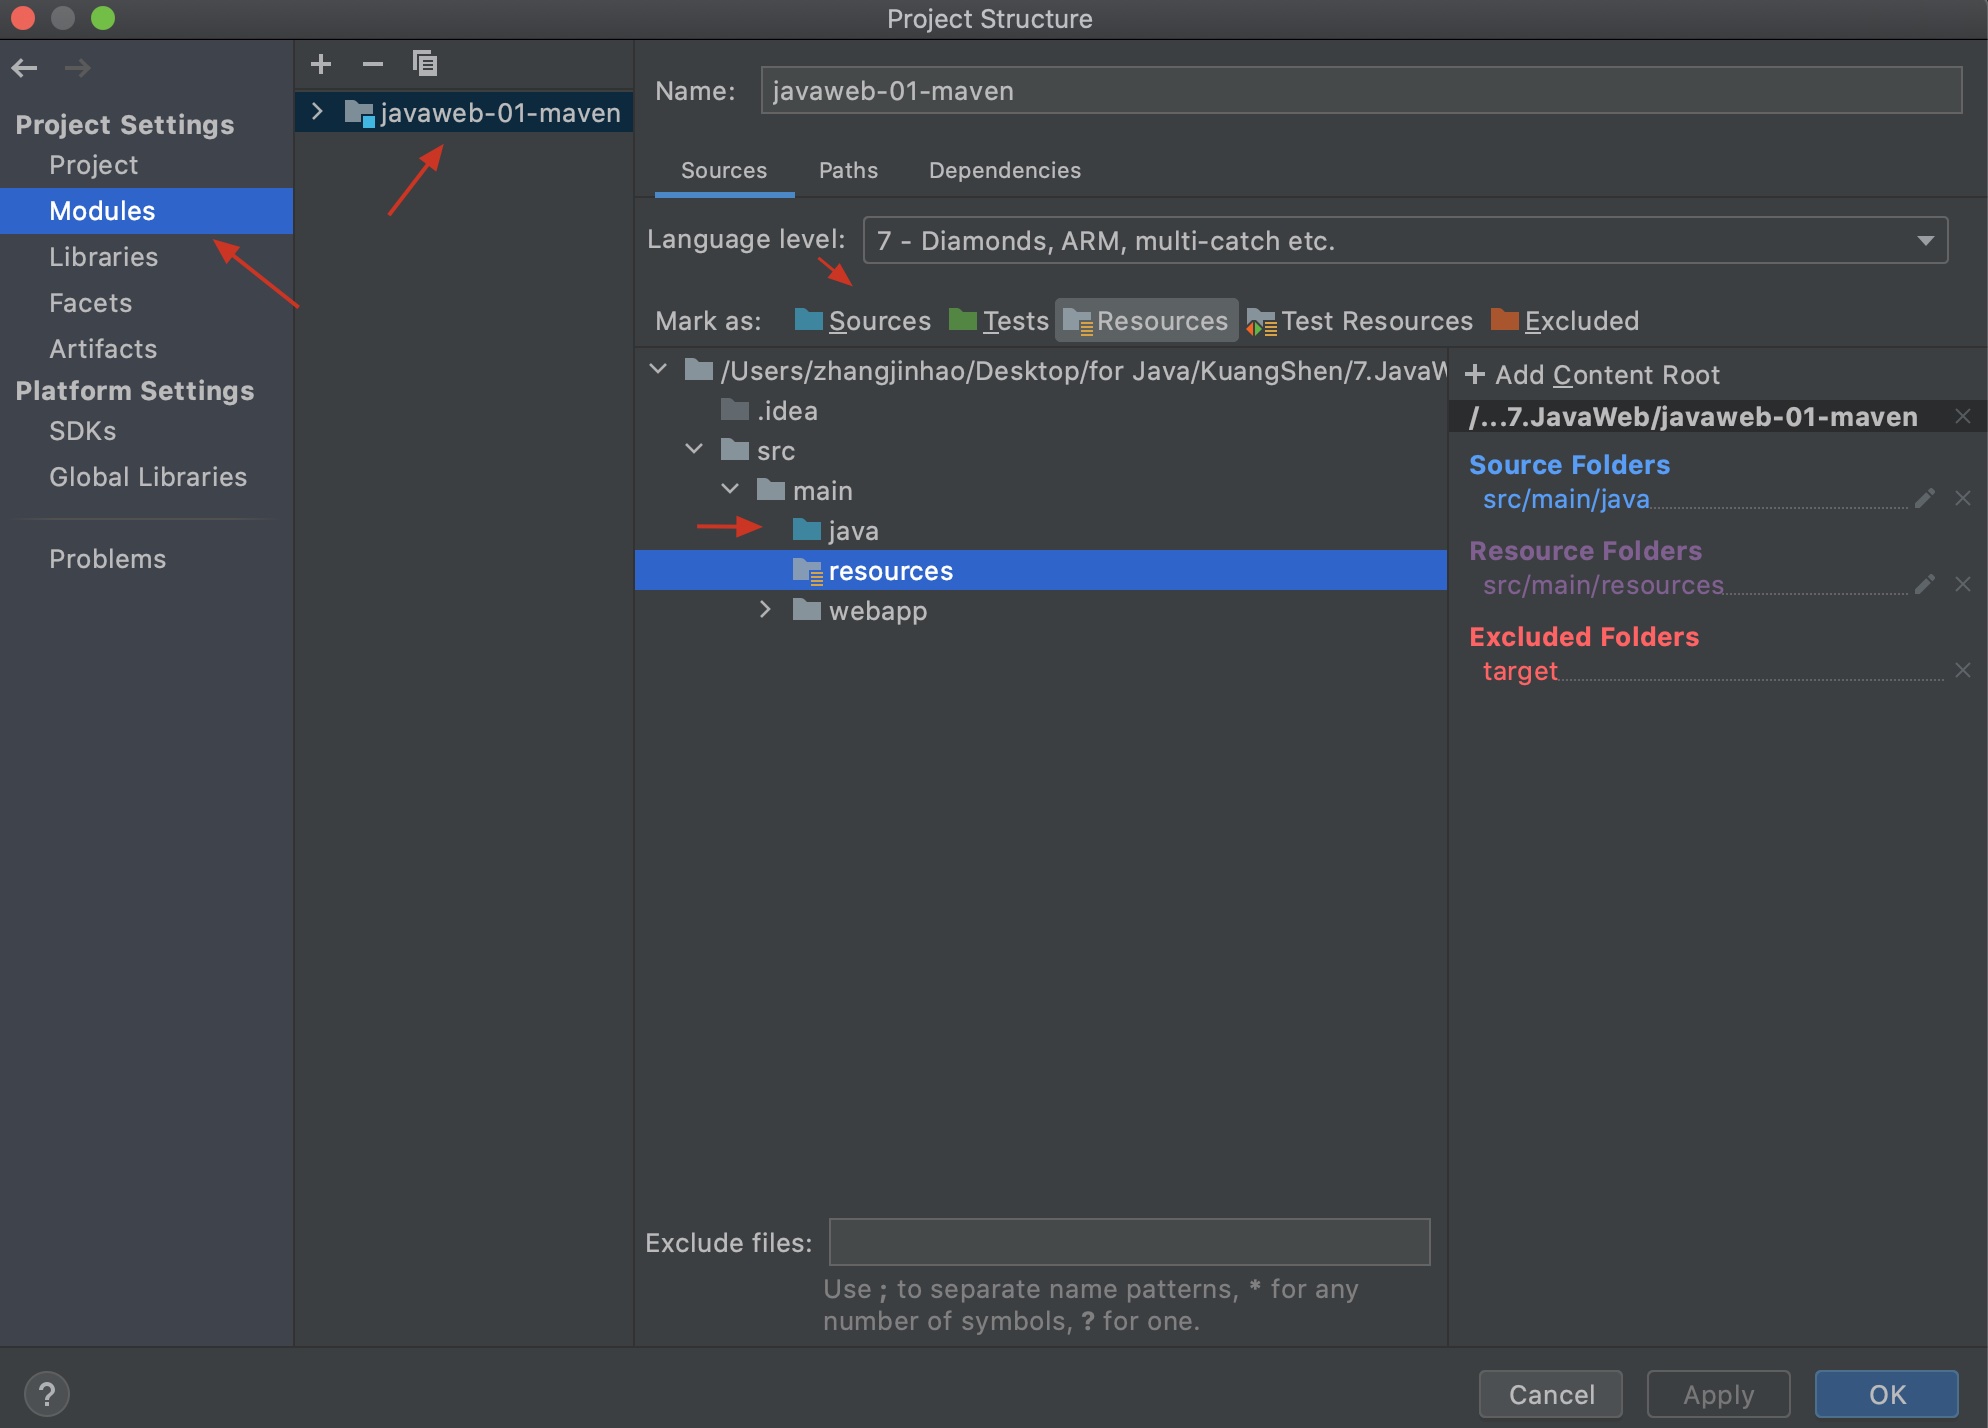 Project Structure
Project Settings
Project
Modules
Libraries
Facets
Artifacts
Platform Settings
SDKs
Global Libraries
Problems
javaweb-01-maven
Name: javaweb-01-maven
Sources Paths Dependencies
Language level: 7 - Diamonds, ARM, multi-catch etc.
Mark as: Sources Tests Resources Test Resources Excluded
/Users/zhangjinhao/Desktop/for Java/KuangShen/7.JavaW
.idea
src
main
java
resources
webapp
+ Add Content Root
/...7.JavaWeb/javaweb-01-maven
Source Folders
src/main/java
Resource Folders
src/main/resources
Excluded Folders
target
Exclude files:
Use ; to separate name patterns, * for any
number of symbols, ? for one.
?
Cancel Apply OK